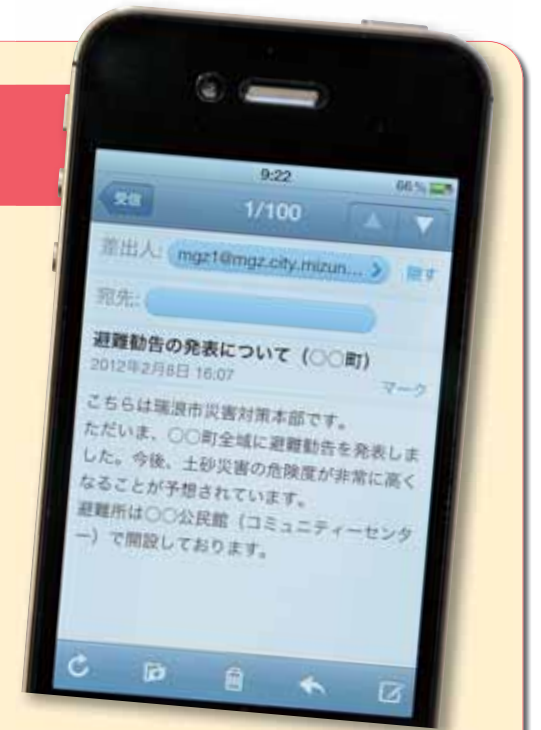 9:22
66%
受信
1/100
差出人: mgz1@mgz.city.mizun...
隠す
宛先:
避難勧告の発表について（○○町）
2012年2月8日 16:07
マーク
こちらは瑞浪市災害対策本部です。
ただいま、○○町全域に避難勧告を発表しま
した。今後、土砂災害の危険度が非常に高く
なることが予想されています。
避難所は○○公民館（コミュニティーセンタ
ー）で開設しております。